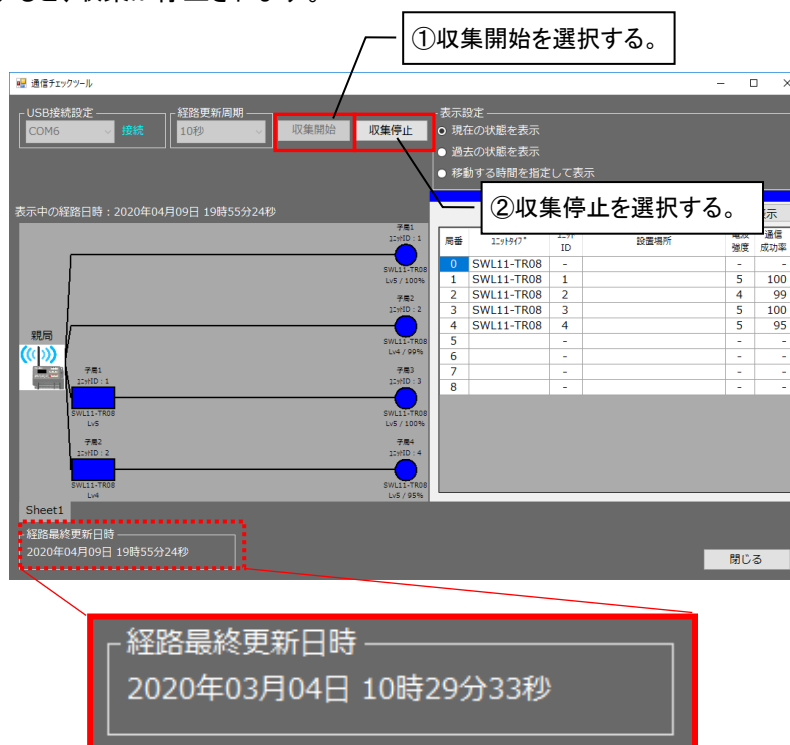 すると、収集が停止されます。
①収集開始を選択する。
通信チェックツール
USB接続設定
経路更新周期
表示設定
COM6
接続
10秒
収集開始
収集停止
現在の状態を表示
過去の状態を表示
移動する時間を指定して表示
②収集停止を選択する。
表示中の経路日時：2020年04月09日 19時55分24秒
表示
局番 ﾕﾆｯﾄﾀｲﾌﾟ ﾕﾆｯﾄ ID 設置場所 電波強度 通信成功率
0 SWL11-TR08 - - -
1 SWL11-TR08 1 5 100
2 SWL11-TR08 2 4 99
3 SWL11-TR08 3 5 100
4 SWL11-TR08 4 5 95
5 - - -
6 - - -
7 - - -
8 - - -
子局1
ﾕﾆｯﾄID：1
SWL11-TR08
Lv5 / 100%
子局2
ﾕﾆｯﾄID：2
SWL11-TR08
Lv4 / 99%
親局
子局1
ﾕﾆｯﾄID：1
SWL11-TR08
Lv5
子局3
ﾕﾆｯﾄID：3
SWL11-TR08
Lv5 / 100%
子局2
ﾕﾆｯﾄID：2
SWL11-TR08
Lv4
子局4
ﾕﾆｯﾄID：4
SWL11-TR08
Lv5 / 95%
Sheet1
経路最終更新日時
2020年04月09日 19時55分24秒
閉じる
経路最終更新日時
2020年03月04日 10時29分33秒